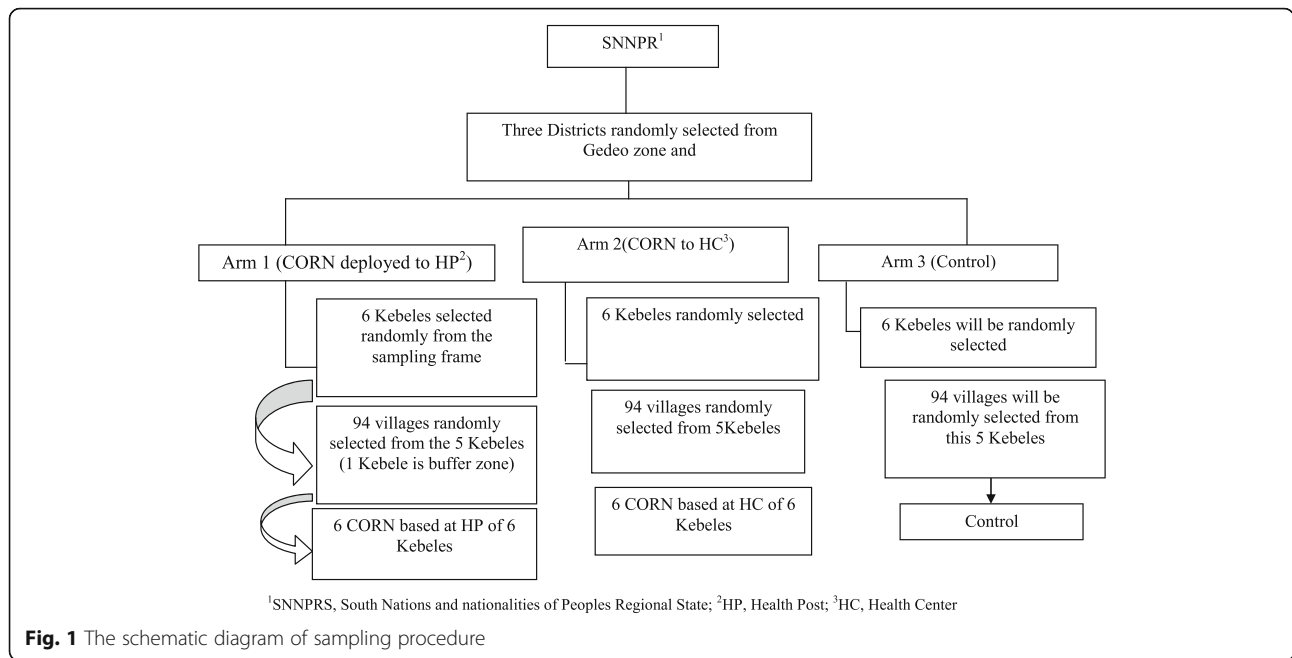 SNNPR1
Three Districts randomly selected from
Gedeo zone and
Arm 1 (CORN deployed to HP2)
6 Kebeles selected
randomly from the
sampling frame
94 villages randomly
selected from the 5 Kebeles
(1 Kebele is buffer zone)
6 CORN based at HP of 6
Kebeles
Arm 2(CORN to HC3)
6 Kebeles randomly selected
94 villages randomly
selected from 5Kebeles
6 CORN based at HC of 6
Kebeles
Arm 3 (Control)
6 Kebeles will be randomly
selected
94 villages will be
randomly selected from
this 5 Kebeles
Control
1SNNPRS, South Nations and nationalities of Peoples Regional State; 2HP, Health Post; 3HC, Health Center
Fig. 1 The schematic diagram of sampling procedure